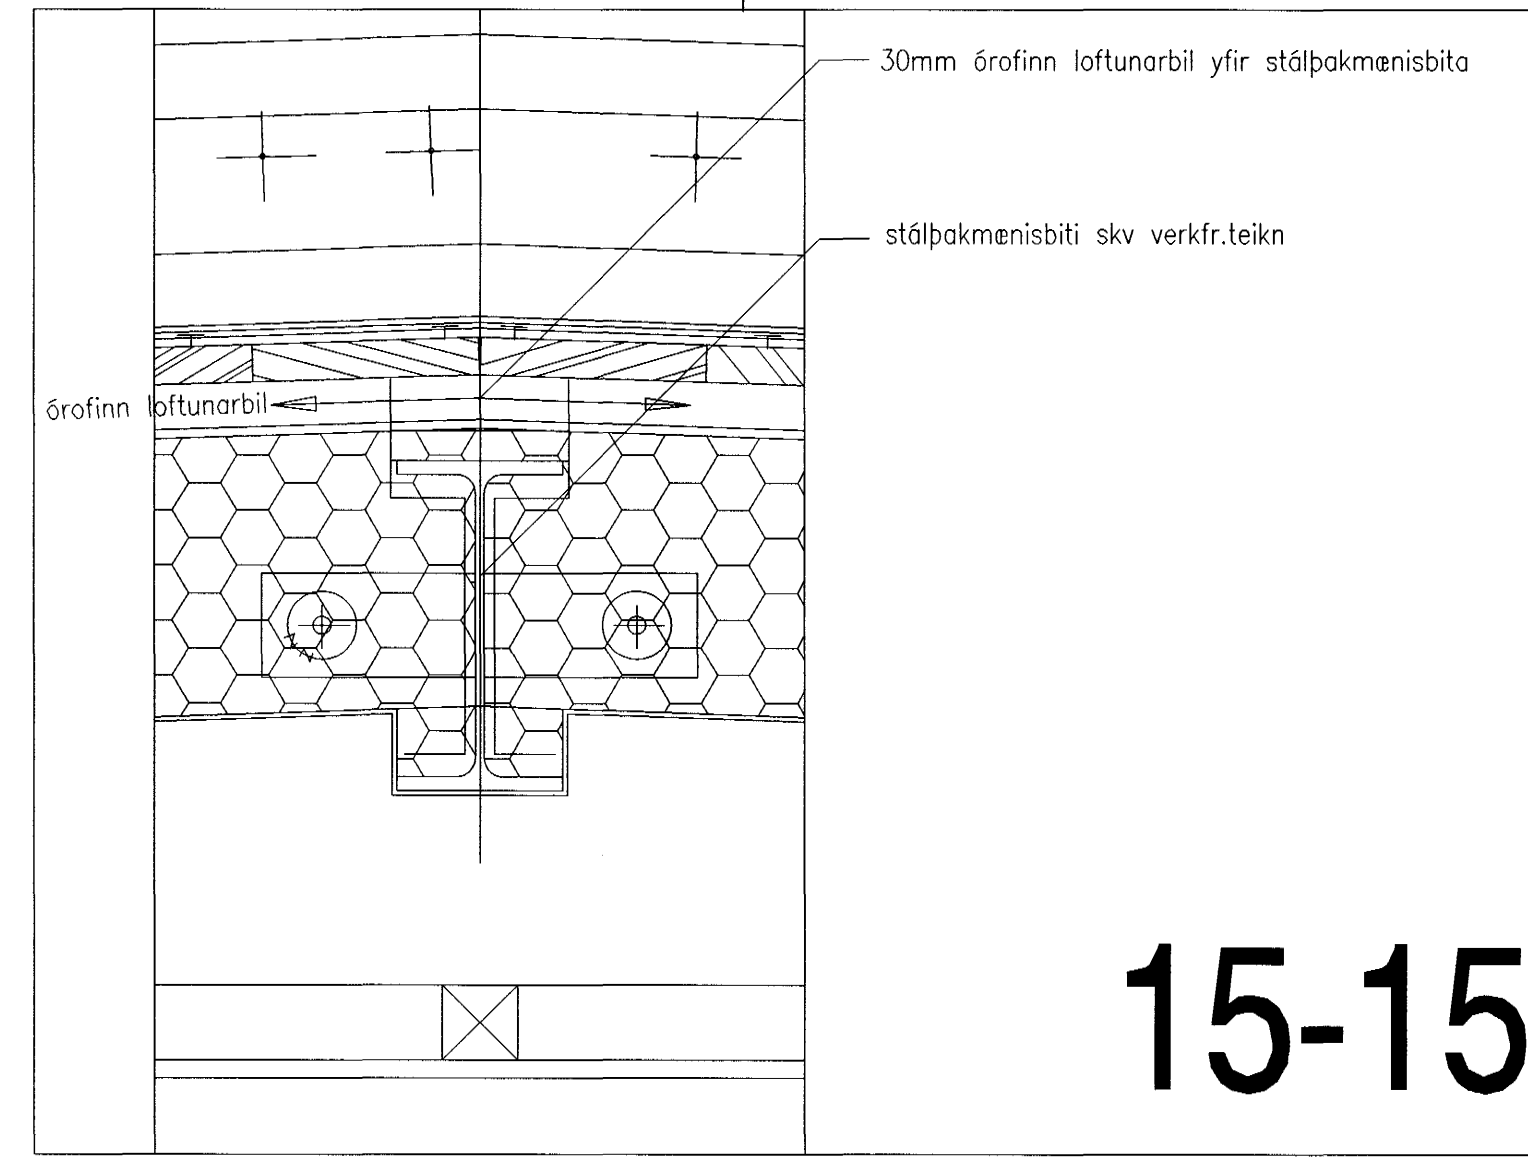 30mm órofinn loftunarbil yfir stálþakmænisbita
stálþakmænisbiti skv verkfr.teikn
órofinn loftunarbil
15-15